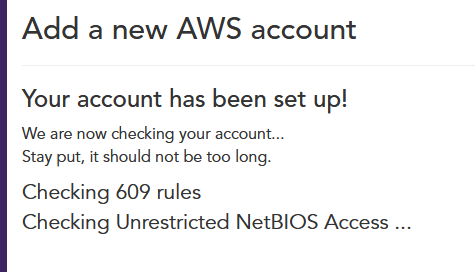 Add a new AWS account
Your account has been set up!
We are now checking your account...
Stay put, it should not be too long.
Checking 609 rules
Checking Unrestricted NetBIOS Access ...